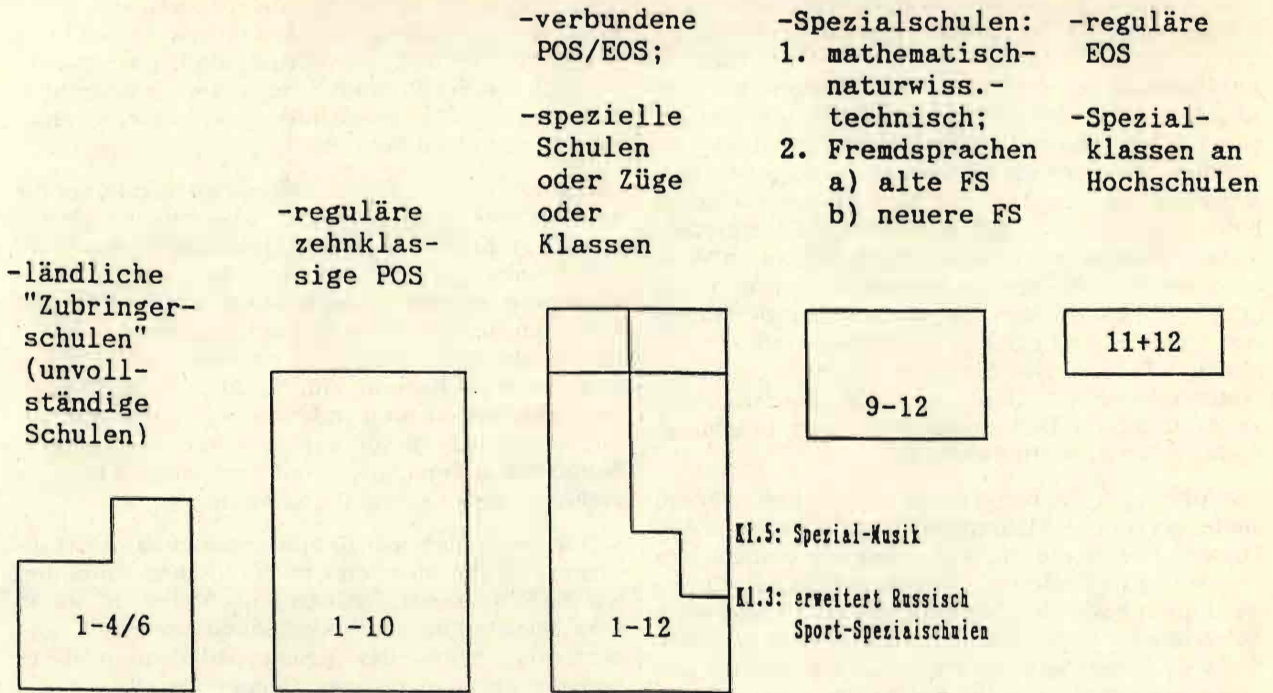 -verbundene
POS/EOS;
-spezielle
Schulen
oder Züge
oder
Klassen
-Spezialschulen:
1. mathematisch-
naturwiss.-
technisch;
2. Fremdsprachen
a) alte FS
b) neuere FS
-reguläre
EOS
-Spezial-
klassen an
Hochschulen
-reguläre
zehnklas-
sige POS
-ländliche
"Zubringer-
schulen"
(unvoll-
ständige
Schulen)
11+12
9-12
Kl.5: Spezial-Musik
Kl.3: erweitert Russisch
Sport-Spezialschulen
1-4/6
1-10
1-12